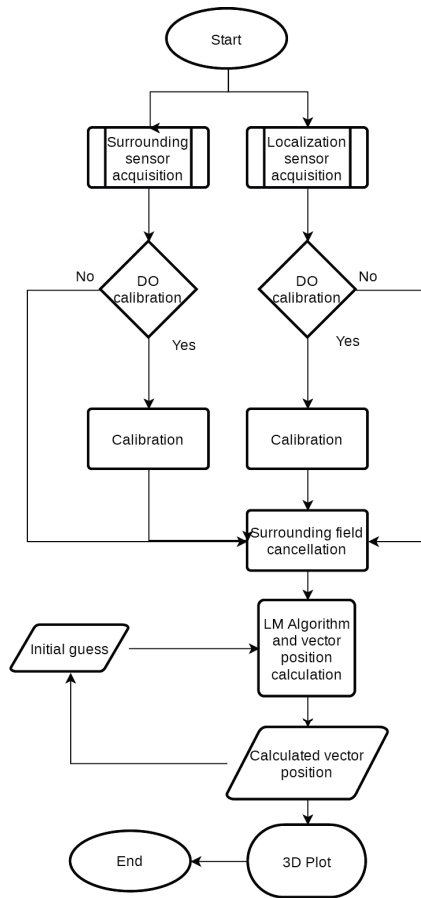 Start
Surrounding
sensor
acquisition
Localization
sensor
acquisition
No
DO
calibration
Yes
DO
calibration
No
Yes
Calibration
Calibration
Surrounding field
cancellation
LM Algorithm
and vector
position
calculation
Initial guess
Calculated vector
position
End
3D Plot